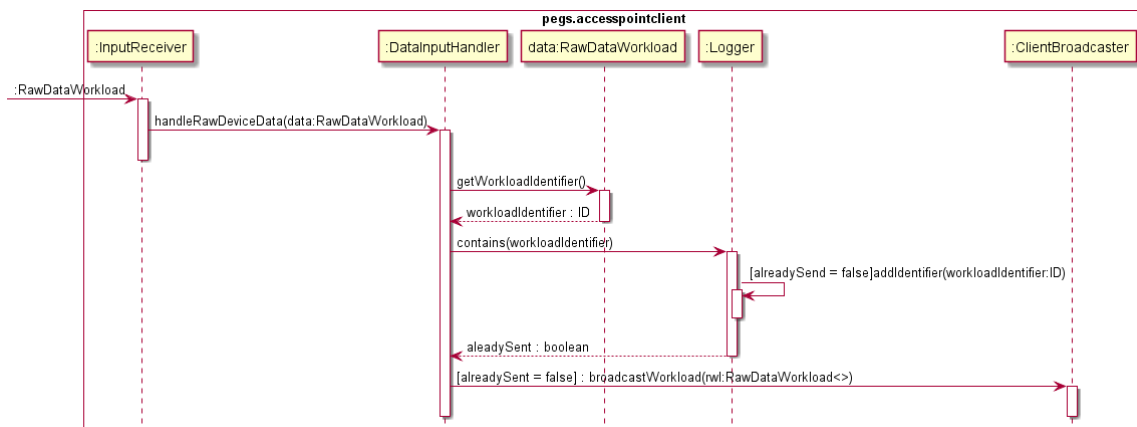 pegs.accesspointclient
:InputReceiver
:DataInputHandler
data:RawDataWorkload
:Logger
:ClientBroadcaster
:RawDataWorkload
handleRawDeviceData(data:RawDataWorkload)
getWorkloadIdentifier()
workloadIdentifier : ID
contains(workloadIdentifier)
[alreadySend = false]addIdentifier(workloadIdentifier:ID)
aleadySent : boolean
[alreadySent = false] : broadcastWorkload(rwl:RawDataWorkload<>)